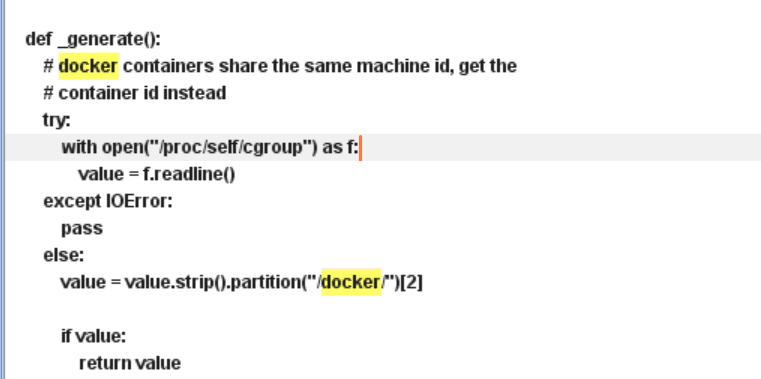 def _generate():
# docker containers share the same machine id, get the
# container id instead
try:
with open("/proc/self/cgroup") as f:
value = f.readline()
except IOError:
pass
else:
value = value.strip().partition("/docker/")[2]
if value:
return value